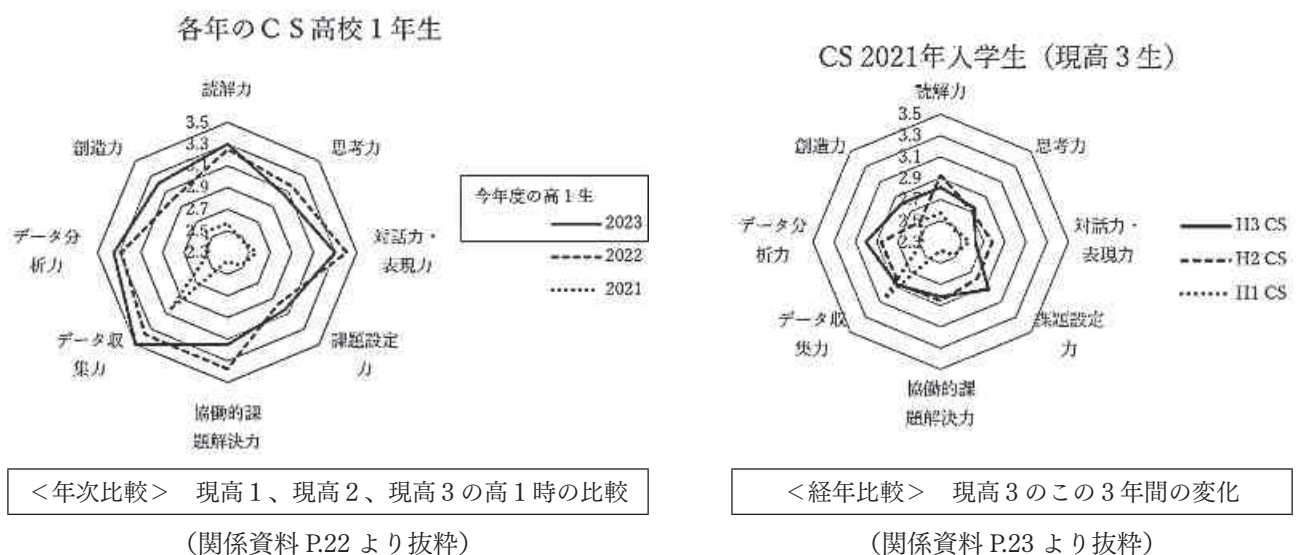 各年のＣＳ高校１年生
読解力
思考力
対話力・
表現力
課題設定
力
協働的課
題解決力
データ収
集力
データ分
析力
創造力
3.5
3.3
2.9
2.7
2.5
2.3
今年度の高１生
2023
2022
2021
＜年次比較＞　現高１、現高２、現高３の高１時の比較
（関係資料 P.22 より抜粋）
CS 2021年入学生（現高３生）
読解力
思考力
対話力・
表現力
課題設定
力
協働的課
題解決力
データ収
集力
データ分
析力
創造力
3.5
3.3
3.1
2.9
2.3
H3 CS
H2 CS
H1 CS
＜経年比較＞　現高３のこの３年間の変化
（関係資料 P.23 より抜粋）